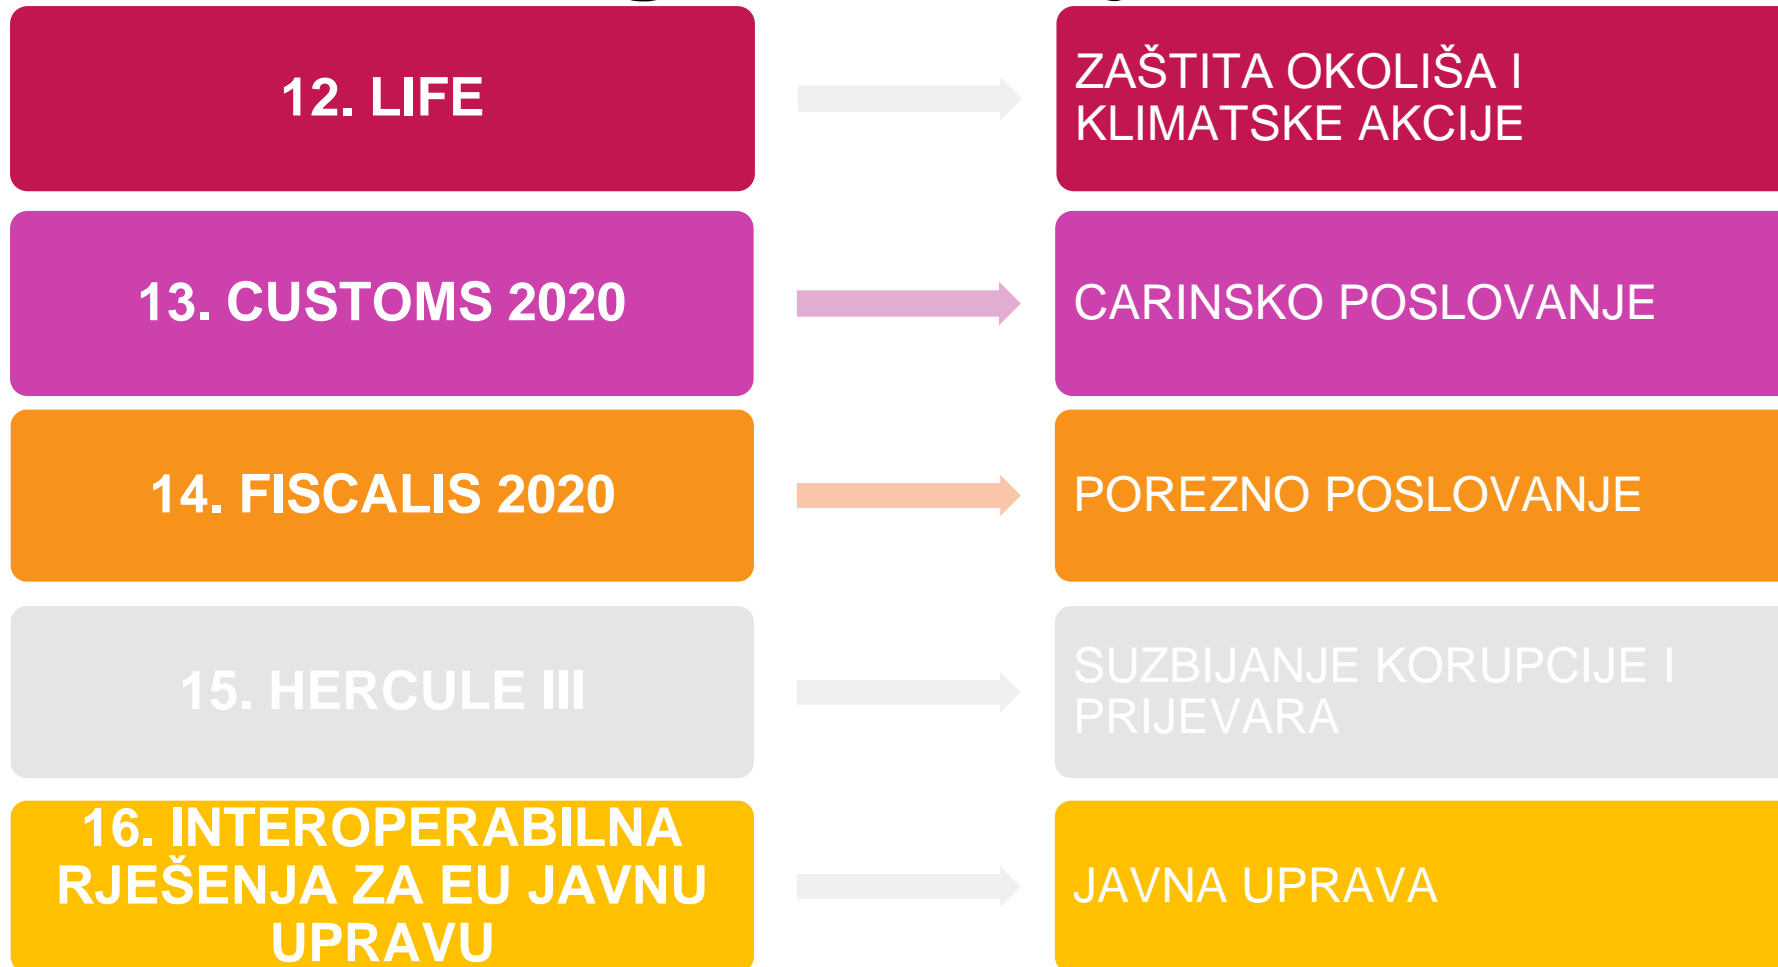 12. LIFE
ZAŠTITA OKOLIŠA I
KLIMATSKE AKCIJE
13. CUSTOMS 2020
CARINSKO POSLOVANJE
14. FISCALIS 2020
POREZNO POSLOVANJE
15. HERCULE III
SUZBIJANJE KORUPCIJE I
PRIJEVARA
16. INTEROPERABILNA
RJEŠENJA ZA EU JAVNU
UPRAVU
JAVNA UPRAVA